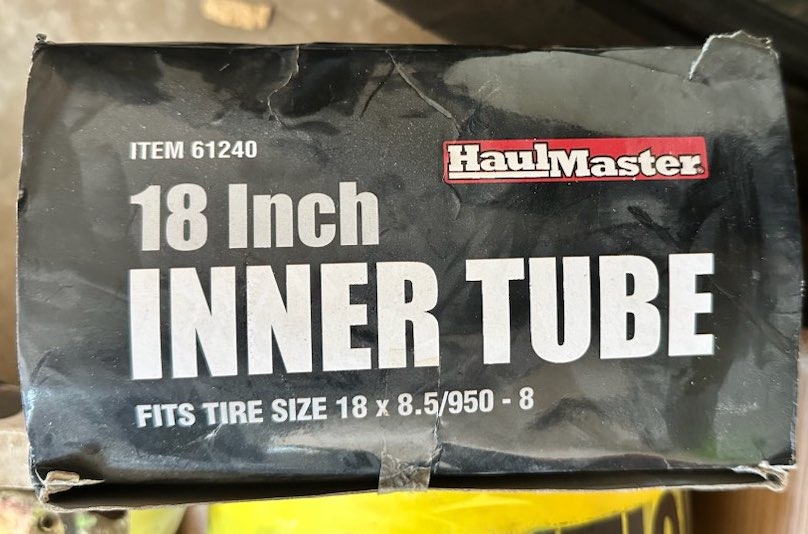 ITEM 61240
HaulMaster
18 Inch
INNER TUBE
FITS TIRE SIZE 18 x 8.5/950 - 8